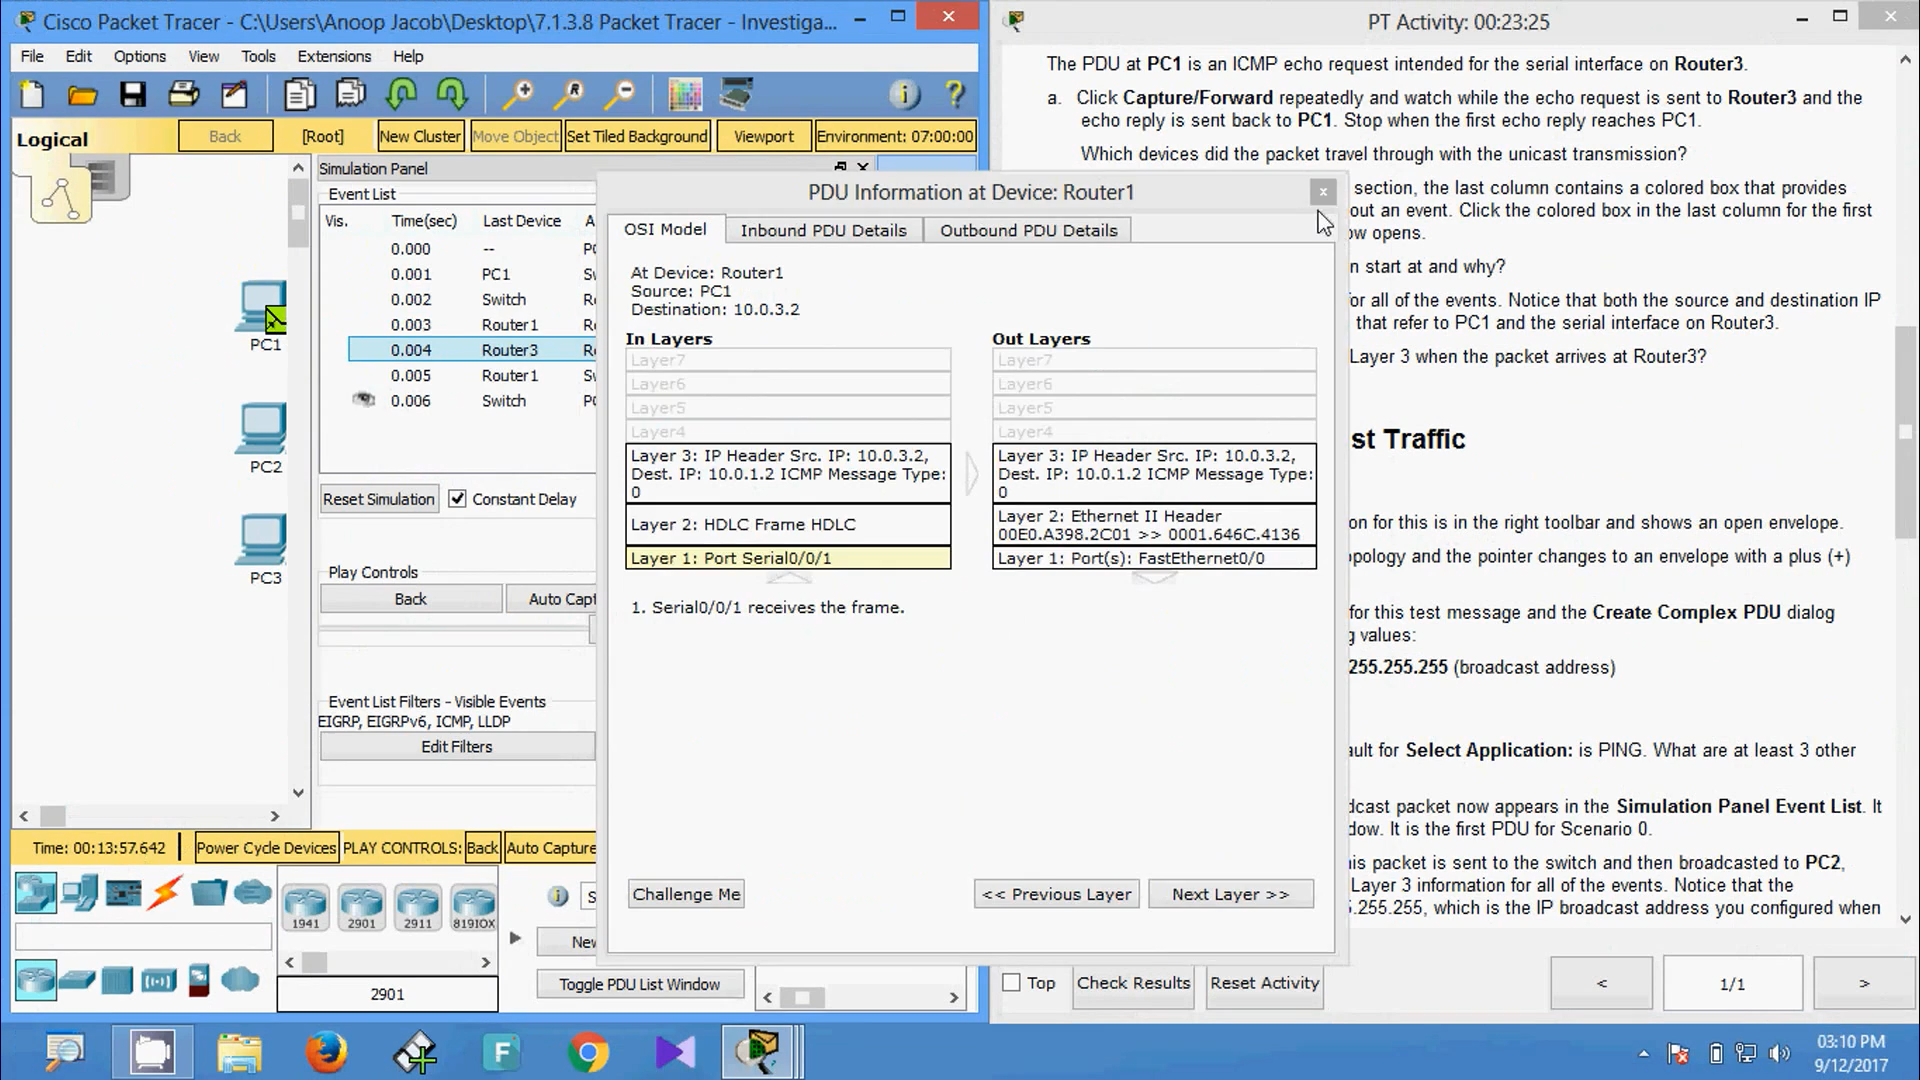 Cisco Packet Tracer - C:\Users\Anoop Jacob\Desktop\7.1.3.8 Packet Tracer - Investiga...
File Edit Options View Tools Extensions Help
Logical
Back
[Root]
New Cluster
Move Object
Set Tiled Background
Viewport
Environment: 07:00:00
PC1
PC2
PC3
Simulation Panel
Event List
Vis. Time(sec) Last Device
0.000 --
0.001 PC1
0.002 Switch
0.003 Router1
0.004 Router3
0.005 Router1
0.006 Switch
Reset Simulation
Constant Delay
Play Controls
Back
Auto Capt
Event List Filters - Visible Events
EIGRP, EIGRPv6, ICMP, LLDP
Edit Filters
PDU Information at Device: Router1
OSI Model
Inbound PDU Details
Outbound PDU Details
At Device: Router1
Source: PC1
Destination: 10.0.3.2
In Layers
Layer7
Layer6
Layer5
Layer4
Layer 3: IP Header Src. IP: 10.0.3.2,
Dest. IP: 10.0.1.2 ICMP Message Type:
0
Layer 2: HDLC Frame HDLC
Layer 1: Port Serial0/0/1
Out Layers
Layer7
Layer6
Layer5
Layer4
Layer 3: IP Header Src. IP: 10.0.3.2,
Dest. IP: 10.0.1.2 ICMP Message Type:
0
Layer 2: Ethernet II Header
00E0.A398.2C01 >> 0001.646C.4136
Layer 1: Port(s): FastEthernet0/0
1. Serial0/0/1 receives the frame.
Challenge Me
<< Previous Layer
Next Layer >>
Time: 00:13:57.642
Power Cycle Devices
PLAY CONTROLS:
Back
Auto Capture
1941
2901
2911
819IOX
2901
New
Toggle PDU List Window
PT Activity: 00:23:25
The PDU at PC1 is an ICMP echo request intended for the serial interface on Router3.
a. Click Capture/Forward repeatedly and watch while the echo request is sent to Router3 and the
echo reply is sent back to PC1. Stop when the first echo reply reaches PC1.
Which devices did the packet travel through with the unicast transmission?
section, the last column contains a colored box that provides
out an event. Click the colored box in the last column for the first
ow opens.
n start at and why?
for all of the events. Notice that both the source and destination IP
that refer to PC1 and the serial interface on Router3.
Layer 3 when the packet arrives at Router3?
st Traffic
on for this is in the right toolbar and shows an open envelope.
opology and the pointer changes to an envelope with a plus (+)
for this test message and the Create Complex PDU dialog
g values:
255.255.255 (broadcast address)
ault for Select Application: is PING. What are at least 3 other
dcast packet now appears in the Simulation Panel Event List. It
dow. It is the first PDU for Scenario 0.
his packet is sent to the switch and then broadcasted to PC2,
Layer 3 information for all of the events. Notice that the
.255.255, which is the IP broadcast address you configured when
Top
Check Results
Reset Activity
<
1/1
>
03:10 PM
9/12/2017